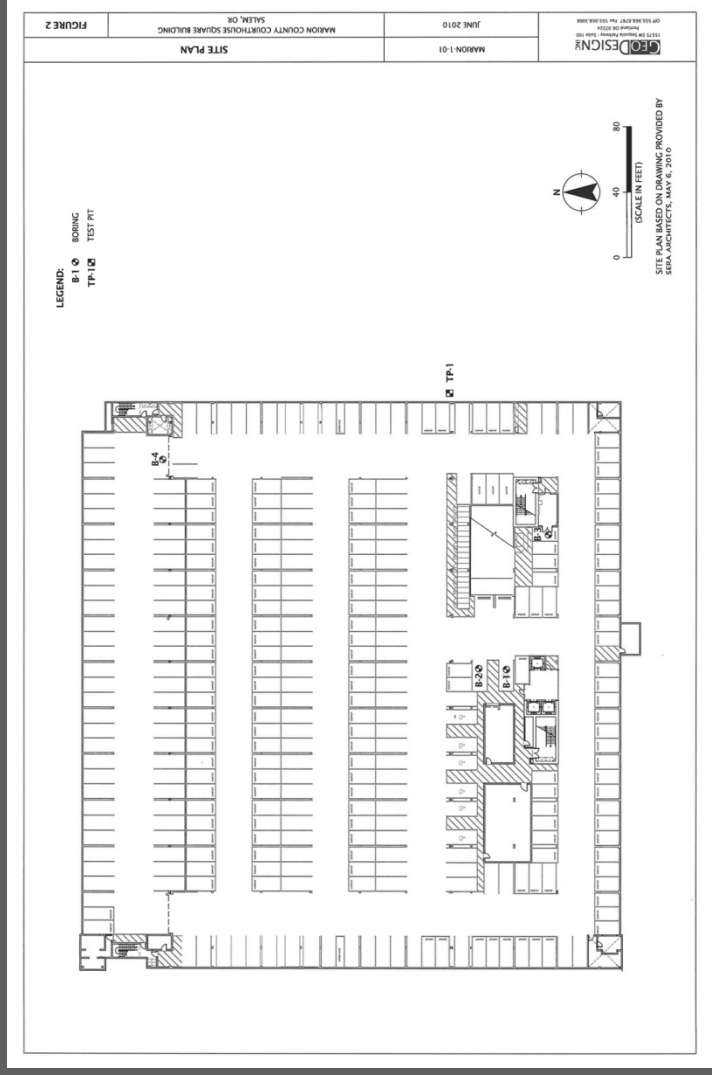 FIGURE 2
MARION COUNTY COURTHOUSE SQUARE BUILDING
SALEM, OR
SITE PLAN
JUNE 2010
MARION-1-01
15575 SW Sequoia Parkway - Suite 100
Portland OR 97224
Off 503.968.8787 Fax 503.968.3068
GEODESIGN INC
LEGEND:
B-1 BORING
TP-1 TEST PIT
N
0 40 80
(SCALE IN FEET)
SITE PLAN BASED ON DRAWING PROVIDED BY
SERA ARCHITECTS, MAY 6, 2010
TP-1
B-4
B-3
B-2
B-1